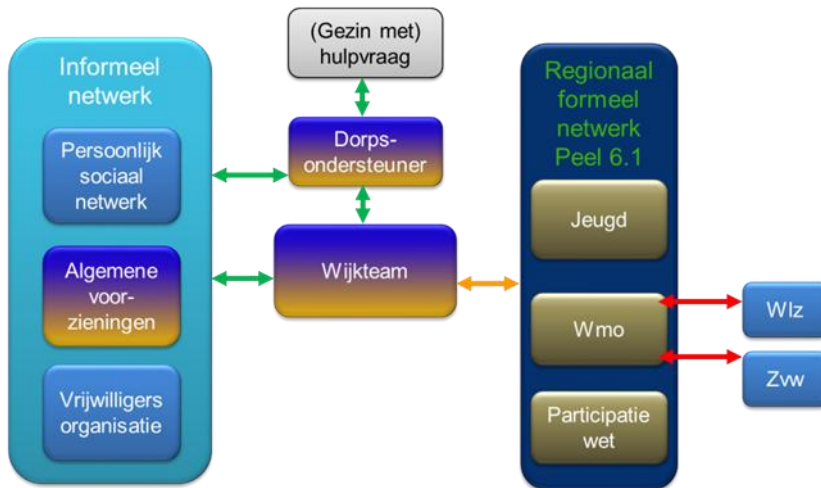 Informeel
netwerk
Persoonlijk
sociaal
netwerk
Algemene
voor-
zieningen
Vrijwilligers
organisatie
(Gezin met)
hulpvraag
Dorps-
ondersteuner
Wijkteam
Regionaal
formeel
netwerk
Peel 6.1
Jeugd
Wmo
Participatie
wet
Wlz
Zvw